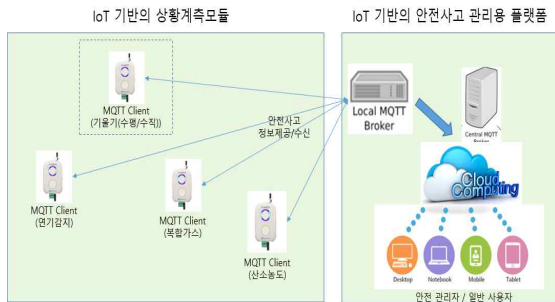 IoT 기반의 상황계측모듈
IoT 기반의 안전사고 관리용 플랫폼
MQTT Client
(기울기(수평/수직))
안전사고
정보제공/수신
Local MQTT
Broker
Central MQTT
Broker
MQTT Client
(연기감지)
MQTT Client
(복합가스)
MQTT Client
(산소농도)
Cloud
Computing
Desktop
Notebook
Mobile
Tablet
안전 관리자 / 일반 사용자